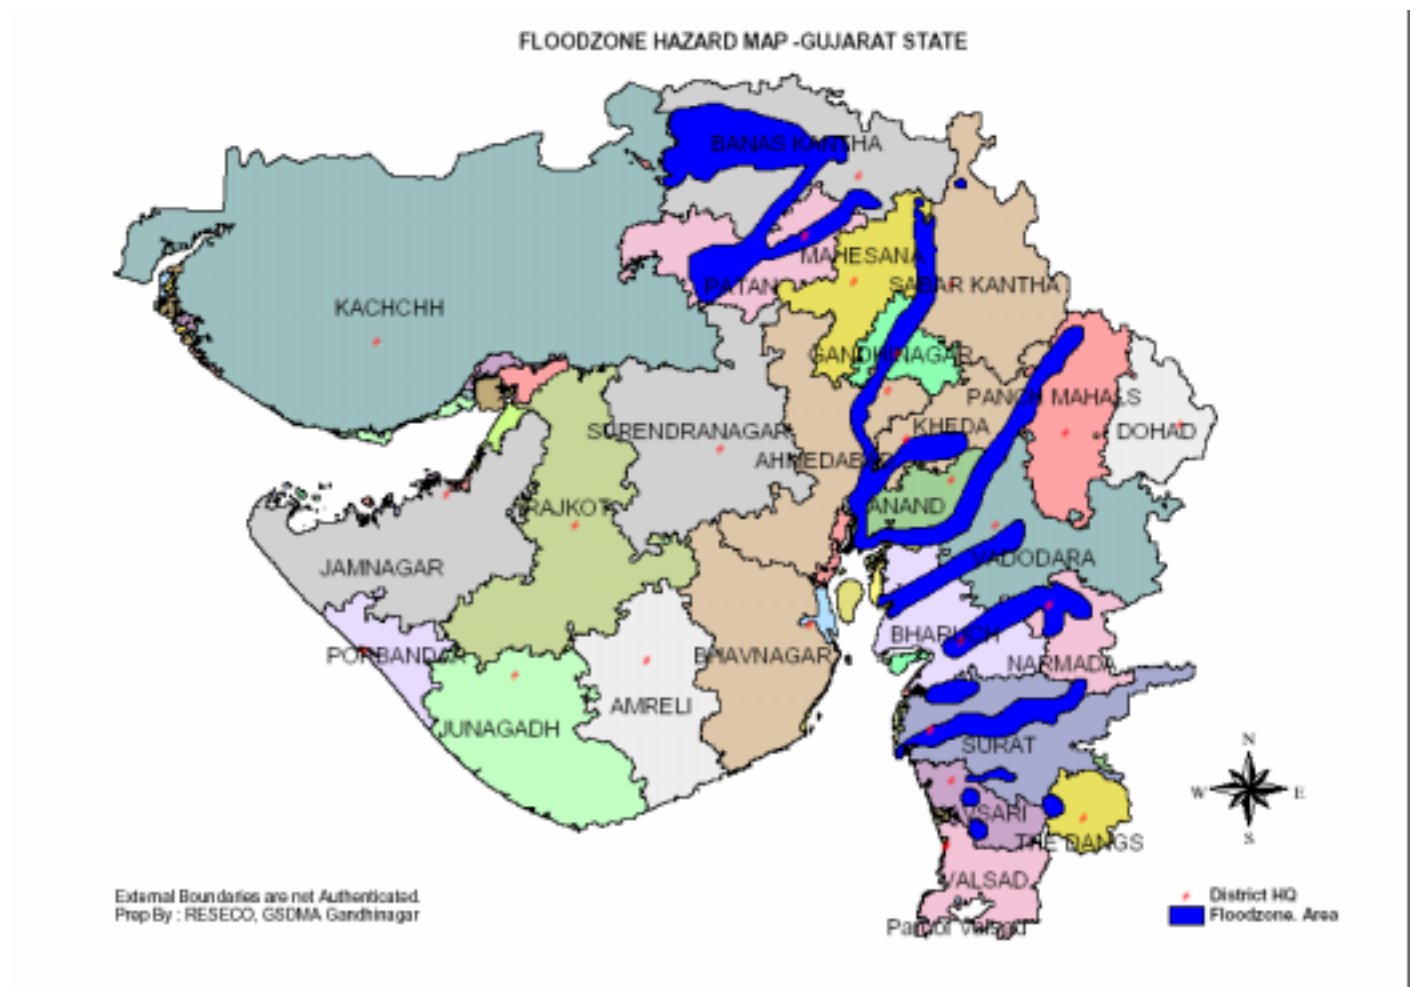 FLOODZONE HAZARD MAP -GUJARAT STATE
BANAS KANTHA
MAHESANA
PATAN
SABAR KANTHA
KACHCHH
GANDHINAGAR
PANCH MAHALS
KHEDA
DOHAD
SURENDRANAGAR
AHMEDABAD
RAJKOT
ANAND
JAMNAGAR
VADODARA
BHARUCH
PORBANDAR
BHAVNAGAR
NARMADA
AMRELI
JUNAGADH
SURAT
N
W E
S
THE DANGS
VALSAD
External Boundaries are not Authenticated.
Prep By : RESECO, GSDMA Gandhinagar
District HQ
Floodzone. Area